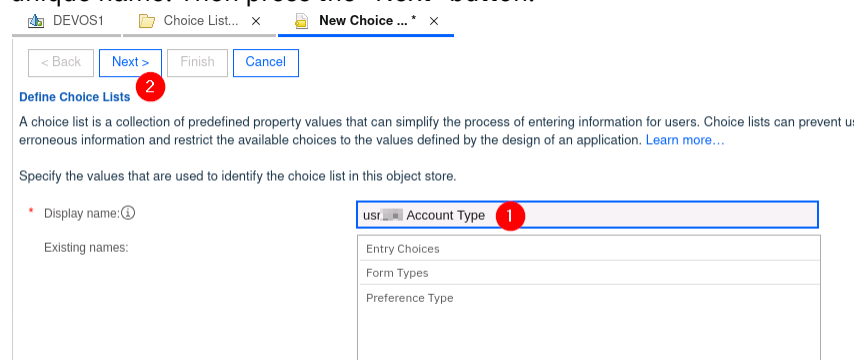 unique name. Then press the "Next" button.
DEVOS1 Choice List... × New Choice ... * ×
< Back Next > Finish Cancel
2
Define Choice Lists
A choice list is a collection of predefined property values that can simplify the process of entering information for users. Choice lists can prevent us
erroneous information and restrict the available choices to the values defined by the design of an application. Learn more...
Specify the values that are used to identify the choice list in this object store.
* Display name: usr Account Type 1
Existing names: Entry Choices
Form Types
Preference Type